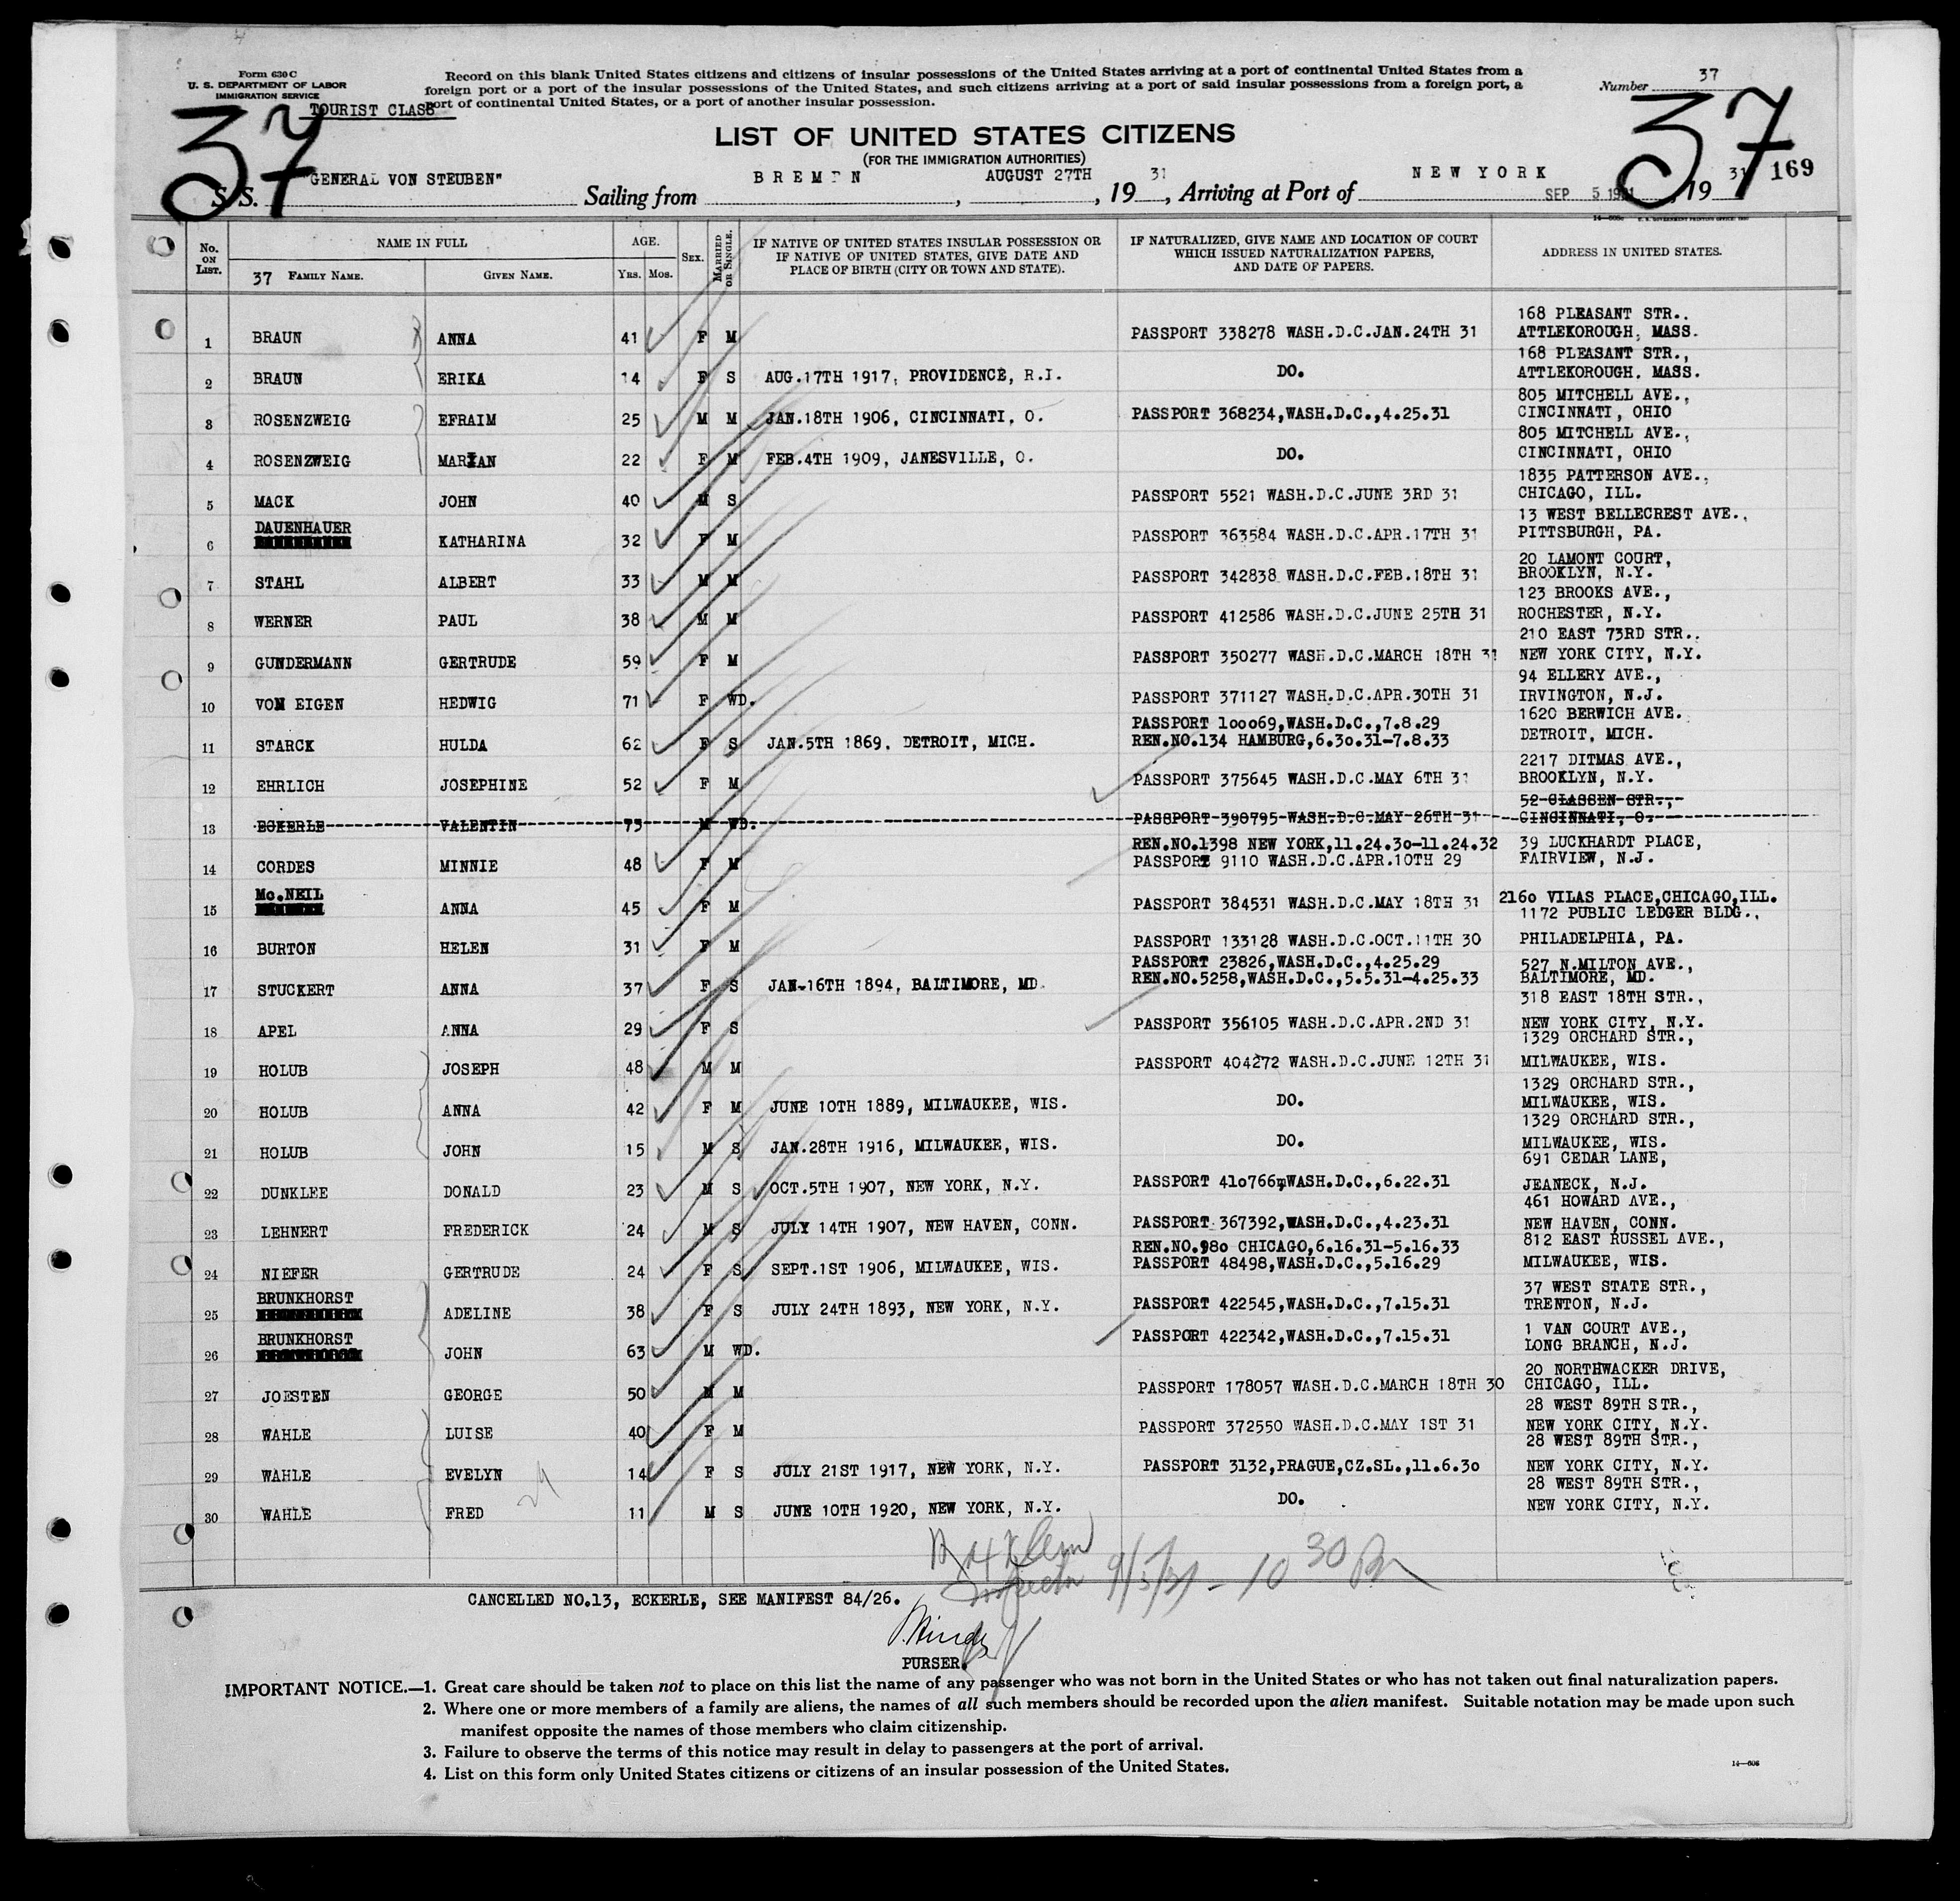 Form 630 C
U. S. DEPARTMENT OF LABOR
IMMIGRATION SERVICE
TOURIST CLASS
Record on this blank United States citizens and citizens of insular possessions of the United States arriving at a port of continental United States from a
foreign port or a port of the insular possessions of the United States, and such citizens arriving at a port of said insular possessions from a foreign port, a
port of continental United States, or a port of another insular possession.
Number 37
37 37
LIST OF UNITED STATES CITIZENS
(FOR THE IMMIGRATION AUTHORITIES)
S. S. "GENERAL VON STEUBEN" Sailing from BREMEN, AUGUST 27TH, 1931, Arriving at Port of NEW YORK SEP 5 1931, 1931 169
No. ON LIST. NAME IN FULL AGE. SEX. MARRIED OR SINGLE. IF NATIVE OF UNITED STATES INSULAR POSSESSION OR IF NATIVE OF UNITED STATES, GIVE DATE AND PLACE OF BIRTH (CITY OR TOWN AND STATE). IF NATURALIZED, GIVE NAME AND LOCATION OF COURT WHICH ISSUED NATURALIZATION PAPERS, AND DATE OF PAPERS. ADDRESS IN UNITED STATES.
37 FAMILY NAME. GIVEN NAME. YRS. MOS.
1 BRAUN ANNA 41 F M PASSPORT 338278 WASH.D.C.JAN.24TH 31 168 PLEASANT STR.. ATTLEKOROUGH, MASS.
2 BRAUN ERIKA 14 F S AUG.17TH 1917, PROVIDENCE, R.I. DO. 168 PLEASANT STR., ATTLEKOROUGH. MASS.
3 ROSENZWEIG EFRAIM 25 M M JAN.18TH 1906, CINCINNATI, O. PASSPORT 368234,WASH.D.C.,4.25.31 805 MITCHELL AVE., CINCINNATI, OHIO
4 ROSENZWEIG MARIAN 22 F M FEB.4TH 1909, JANESVILLE, O. DO. 805 MITCHELL AVE., CINCINNATI, OHIO
5 MACK JOHN 40 M S PASSPORT 5521 WASH.D.C.JUNE 3RD 31 1835 PATTERSON AVE., CHICAGO, ILL.
6 DAUENHAUER KATHARINA 32 F M PASSPORT 363584 WASH.D.C.APR.17TH 31 13 WEST BELLECREST AVE., PITTSBURGH, PA.
7 STAHL ALBERT 33 M M PASSPORT 342838 WASH.D.C.FEB.18TH 31 20 LAMONT COURT, BROOKLYN, N.Y.
8 WERNER PAUL 38 M M PASSPORT 412586 WASH.D.C.JUNE 25TH 31 123 BROOKS AVE., ROCHESTER, N.Y.
9 GUNDERMANN GERTRUDE 59 F M PASSPORT 350277 WASH.D.C.MARCH 18TH 31 210 EAST 73RD STR.. NEW YORK CITY, N.Y.
10 VOM EIGEN HEDWIG 71 F WD. PASSPORT 371127 WASH.D.C.APR.30TH 31 94 ELLERY AVE., IRVINGTON, N.J.
11 STARCK HULDA 62 F S JAN.5TH 1869, DETROIT, MICH. PASSPORT 100069,WASH.D.C.,7.8.29 REN.NO.134 HAMBURG,6.30.31-7.8.33 1620 BERWICH AVE. DETROIT, MICH.
12 EHRLICH JOSEPHINE 52 F M PASSPORT 375645 WASH.D.C.MAY 6TH 31 2217 DITMAS AVE., BROOKLYN, N.Y.
13 ECKERLE VALENTIN 73 M WD. PASSPORT 390795 WASH.D.C.MAY 26TH 31 52 CLASSEN STR., CINCINNATI, O.
14 CORDES MINNIE 48 F M REN.NO.1398 NEW YORK,11.24.30-11.24.32 PASSPORT 9110 WASH.D.C.APR.10TH 29 39 LUCKHARDT PLACE, FAIRVIEW, N.J.
15 Mc.NEIL ANNA 45 F M PASSPORT 384531 WASH.D.C.MAY 18TH 31 2160 VILAS PLACE,CHICAGO,ILL.
16 BURTON HELEN 31 F M PASSPORT 133128 WASH.D.C.OCT.11TH 30 1172 PUBLIC LEDGER BLDG., PHILADELPHIA, PA.
17 STUCKERT ANNA 37 F S JAN-16TH 1894, BALTIMORE, MD. PASSPORT 23826,WASH.D.C.,4.25.29 REN.NO.5258,WASH.D.C.,5.5.31-4.25.33 527 N.MILTON AVE., BALTIMORE, MD.
18 APEL ANNA 29 F S PASSPORT 356105 WASH.D.C.APR.2ND 31 318 EAST 18TH STR., NEW YORK CITY, N.Y.
19 HOLUB JOSEPH 48 M M PASSPORT 404272 WASH.D.C.JUNE 12TH 31 1329 ORCHARD STR., MILWAUKEE, WIS.
20 HOLUB ANNA 42 F M JUNE 10TH 1889, MILWAUKEE, WIS. DO. 1329 ORCHARD STR., MILWAUKEE, WIS.
21 HOLUB JOHN 15 M S JAN.28TH 1916, MILWAUKEE, WIS. DO. 1329 ORCHARD STR., MILWAUKEE, WIS.
22 DUNKLEE DONALD 23 M S OCT.5TH 1907, NEW YORK, N.Y. PASSPORT 410766,WASH.D.C.,6.22.31 691 CEDAR LANE, JEANECK, N.J.
23 LEHNERT FREDERICK 24 M S JULY 14TH 1907, NEW HAVEN, CONN. PASSPORT 367392,WASH.D.C.,4.23.31 461 HOWARD AVE., NEW HAVEN, CONN.
24 NIEFER GERTRUDE 24 F S SEPT.1ST 1906, MILWAUKEE, WIS. REN.NO.980 CHICAGO,6.16.31-5.16.33 PASSPORT 48498,WASH.D.C.,5.16.29 812 EAST RUSSEL AVE., MILWAUKEE, WIS.
25 BRUNKHORST ADELINE 38 F S JULY 24TH 1893, NEW YORK, N.Y. PASSPORT 422545,WASH.D.C.,7.15.31 37 WEST STATE STR., TRENTON, N.J.
26 BRUNKHORST JOHN 63 M WD. PASSPORT 422342,WASH.D.C.,7.15.31 1 VAN COURT AVE., LONG BRANCH, N.J.
27 JOESTEN GEORGE 50 M M PASSPORT 178057 WASH.D.C.MARCH 18TH 30 20 NORTHWACKER DRIVE, CHICAGO, ILL.
28 WAHLE LUISE 40 F M PASSPORT 372550 WASH.D.C.MAY 1ST 31 28 WEST 89TH STR., NEW YORK CITY, N.Y.
29 WAHLE EVELYN 14 F S JULY 21ST 1917, NEW YORK, N.Y. PASSPORT 3132,PRAGUE,CZ.SL.,11.6.30 28 WEST 89TH STR., NEW YORK CITY, N.Y.
30 WAHLE FRED 11 M S JUNE 10TH 1920, NEW YORK, N.Y. DO. 28 WEST 89TH STR., NEW YORK CITY, N.Y.
29
Klein
Inspector 9/5/31 - 10 30 Pm
CANCELLED NO.13, ECKERLE, SEE MANIFEST 84/26.
PURSER.
IMPORTANT NOTICE.—1. Great care should be taken not to place on this list the name of any passenger who was not born in the United States or who has not taken out final naturalization papers.
2. Where one or more members of a family are aliens, the names of all such members should be recorded upon the alien manifest. Suitable notation may be made upon such
manifest opposite the names of those members who claim citizenship.
3. Failure to observe the terms of this notice may result in delay to passengers at the port of arrival.
4. List on this form only United States citizens or citizens of an insular possession of the United States.
14—608